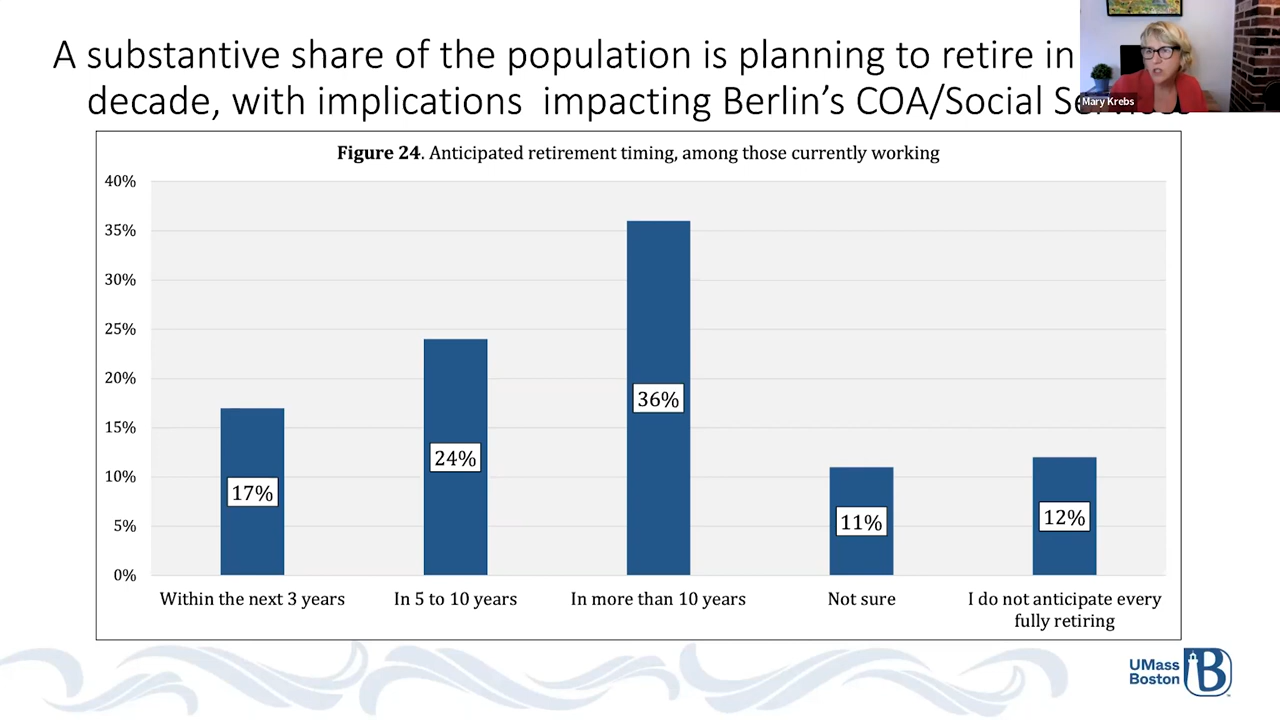 A substantive share of the population is planning to retire in
decade, with implications impacting Berlin's COA/Social
Mary Krebs
Figure 24. Anticipated retirement timing, among those currently working
40%
35%
30%
25%
20%
15%
10%
5%
0%
17%
24%
36%
11%
12%
Within the next 3 years
In 5 to 10 years
In more than 10 years
Not sure
I do not anticipate every
fully retiring
UMass
Boston
B